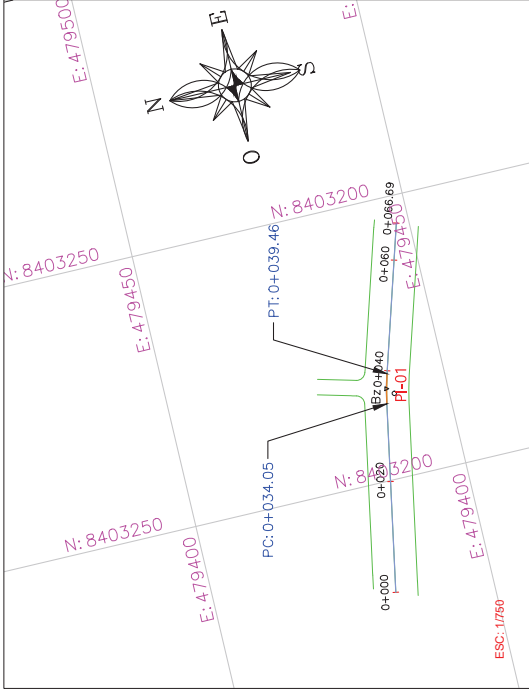 E: 479500
E:
E
N
S
O
N: 8403250
N: 8403200
E: 479450
0+066.69
PT: 0+039.46
0+060
E: 479450
Bz.0+040
PI-01
PC: 0+034.05
N: 8403200
0+020
N: 8403250
E: 479400
E: 479400
0+000
ESC: 1/750